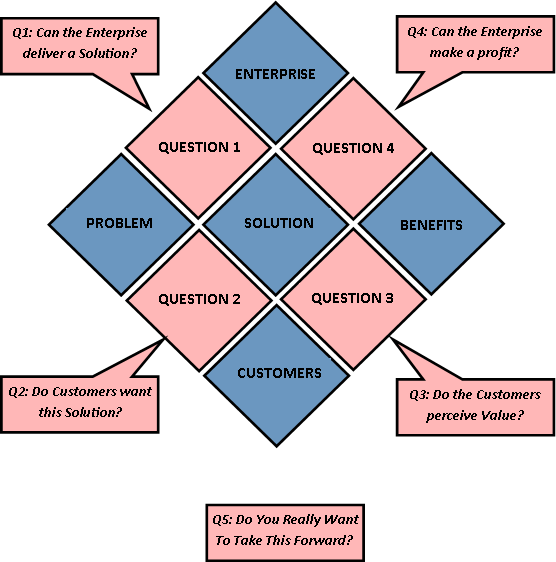 Q1: Can the Enterprise
deliver a Solution?
Q4: Can the Enterprise
make a profit?
ENTERPRISE
QUESTION 1
QUESTION 4
PROBLEM
SOLUTION
BENEFITS
QUESTION 2
QUESTION 3
CUSTOMERS
Q2: Do Customers want
this Solution?
Q3: Do the Customers
perceive Value?
Q5: Do You Really Want
To Take This Forward?